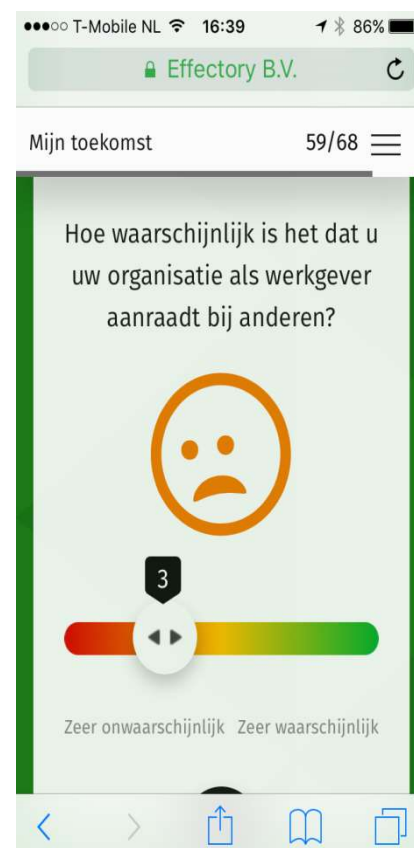 T-Mobile NL 16:39 86%
Effectory B.V.
Mijn toekomst 59/68
Hoe waarschijnlijk is het dat u
uw organisatie als werkgever
aanraadt bij anderen?
3
Zeer onwaarschijnlijk Zeer waarschijnlijk